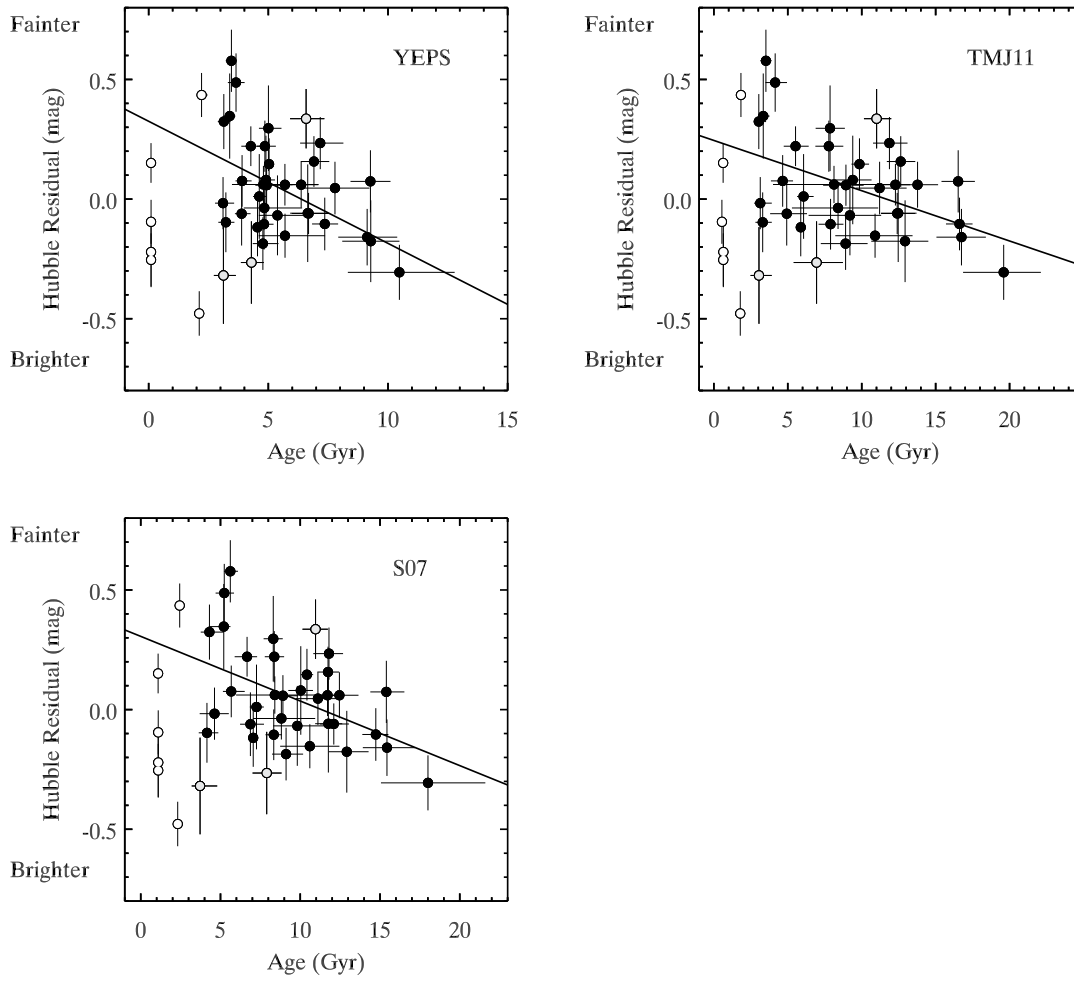 Fainter
YEPS
0.5
0.0
-0.5
Hubble Residual (mag)
Brighter
0 5 10 15
Age (Gyr)
Fainter
TMJ11
0.5
0.0
-0.5
Hubble Residual (mag)
Brighter
0 5 10 15 20
Age (Gyr)
Fainter
S07
0.5
0.0
-0.5
Hubble Residual (mag)
Brighter
0 5 10 15 20
Age (Gyr)